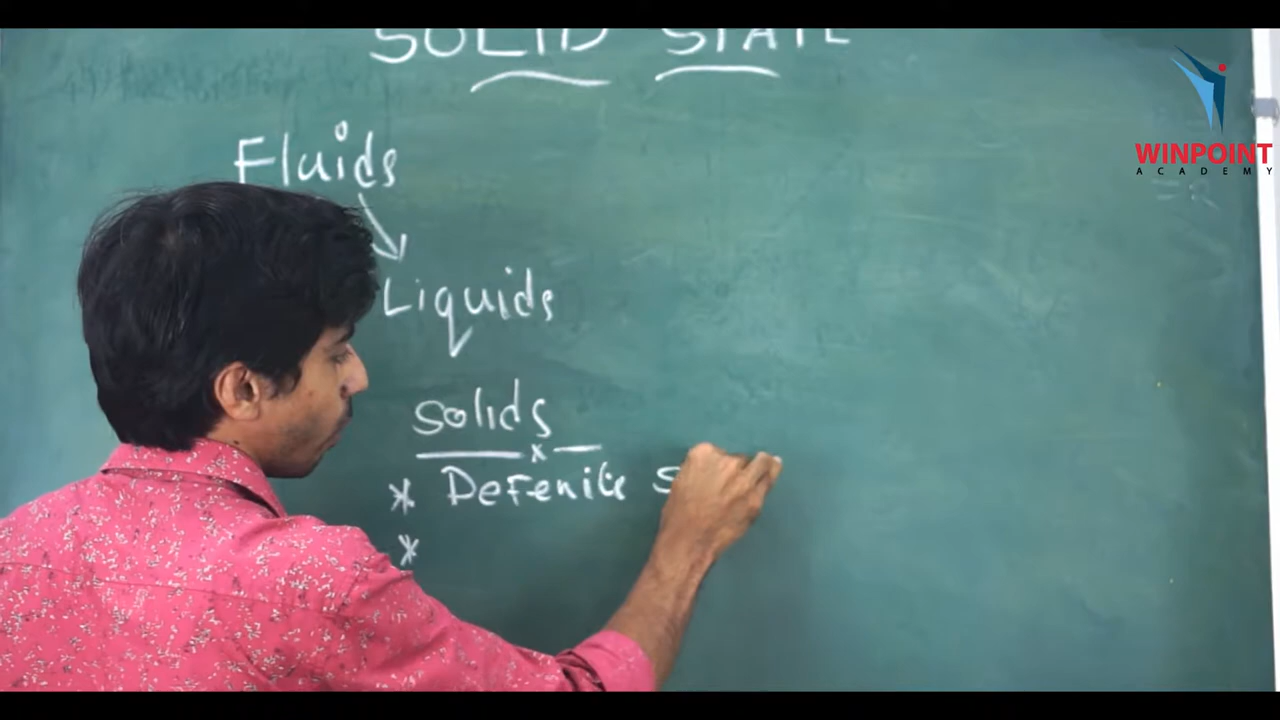 SOLID STATE
WINPOINT
ACADEMY
Fluids
Liquids
Solids
* Defenite
*